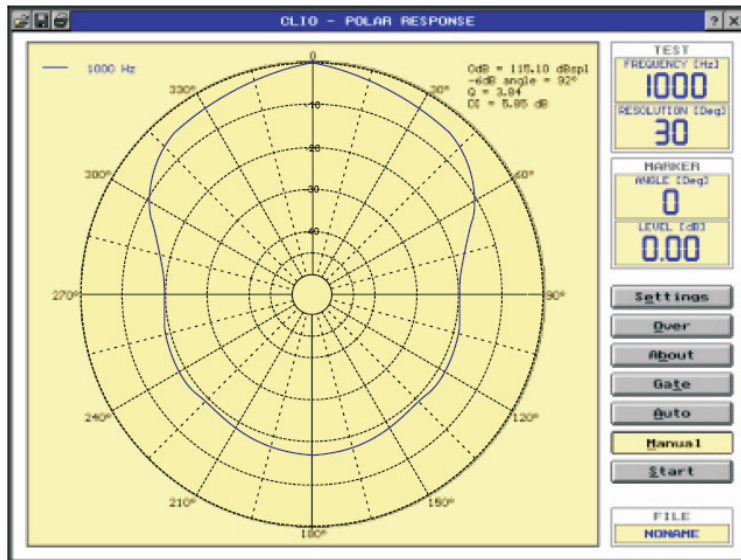 CLIO - POLAR RESPONSE
? X
1000 Hz
0dB = 115.10 dBspl
-6dB angle = 92°
Q = 3.84
DI = 5.85 dB
0
330°
30°
-10
300°
-20
60°
-30
-40
270°
90°
240°
120°
210°
150°
180°
TEST
FREQUENCY [Hz]
1000
RESOLUTION [Deg]
30
MARKER
ANGLE [Deg]
0
LEVEL [dB]
0.00
Settings
Over
About
Gate
Auto
Manual
Start
FILE
NONAME